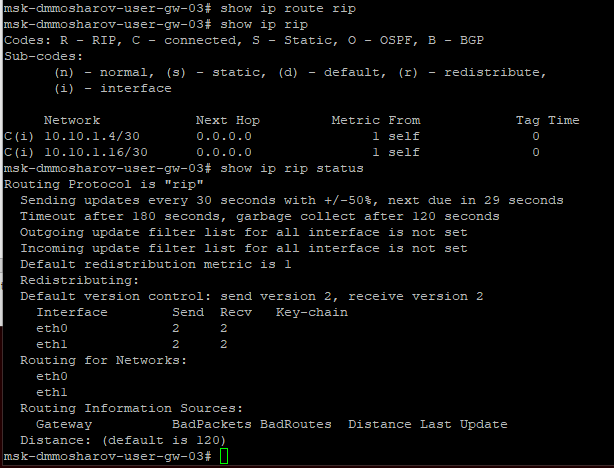 msk-dmmosharov-user-gw-03# show ip route rip
msk-dmmosharov-user-gw-03# show ip rip
Codes: R - RIP, C - connected, S - Static, O - OSPF, B - BGP
Sub-codes:
      (n) - normal, (s) - static, (d) - default, (r) - redistribute,
      (i) - interface

     Network            Next Hop         Metric From            Tag Time
C(i) 10.10.1.4/30       0.0.0.0               1 self              0
C(i) 10.10.1.16/30      0.0.0.0               1 self              0
msk-dmmosharov-user-gw-03# show ip rip status
Routing Protocol is "rip"
  Sending updates every 30 seconds with +/-50%, next due in 29 seconds
  Timeout after 180 seconds, garbage collect after 120 seconds
  Outgoing update filter list for all interface is not set
  Incoming update filter list for all interface is not set
  Default redistribution metric is 1
  Redistributing:
  Default version control: send version 2, receive version 2
    Interface        Send  Recv   Key-chain
    eth0             2     2
    eth1             2     2
  Routing for Networks:
    eth0
    eth1
  Routing Information Sources:
    Gateway          BadPackets BadRoutes  Distance Last Update
  Distance: (default is 120)
msk-dmmosharov-user-gw-03#